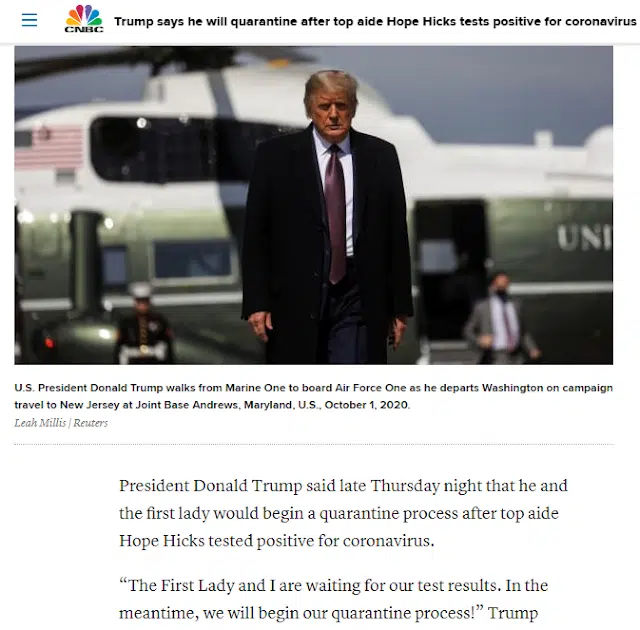 CNBC
Trump says he will quarantine after top aide Hope Hicks tests positive for coronavirus
UNI
U.S. President Donald Trump walks from Marine One to board Air Force One as he departs Washington on campaign
travel to New Jersey at Joint Base Andrews, Maryland, U.S., October 1, 2020.
Leah Millis | Reuters
President Donald Trump said late Thursday night that he and
the first lady would begin a quarantine process after top aide
Hope Hicks tested positive for coronavirus.
“The First Lady and I are waiting for our test results. In the
meantime, we will begin our quarantine process!” Trump